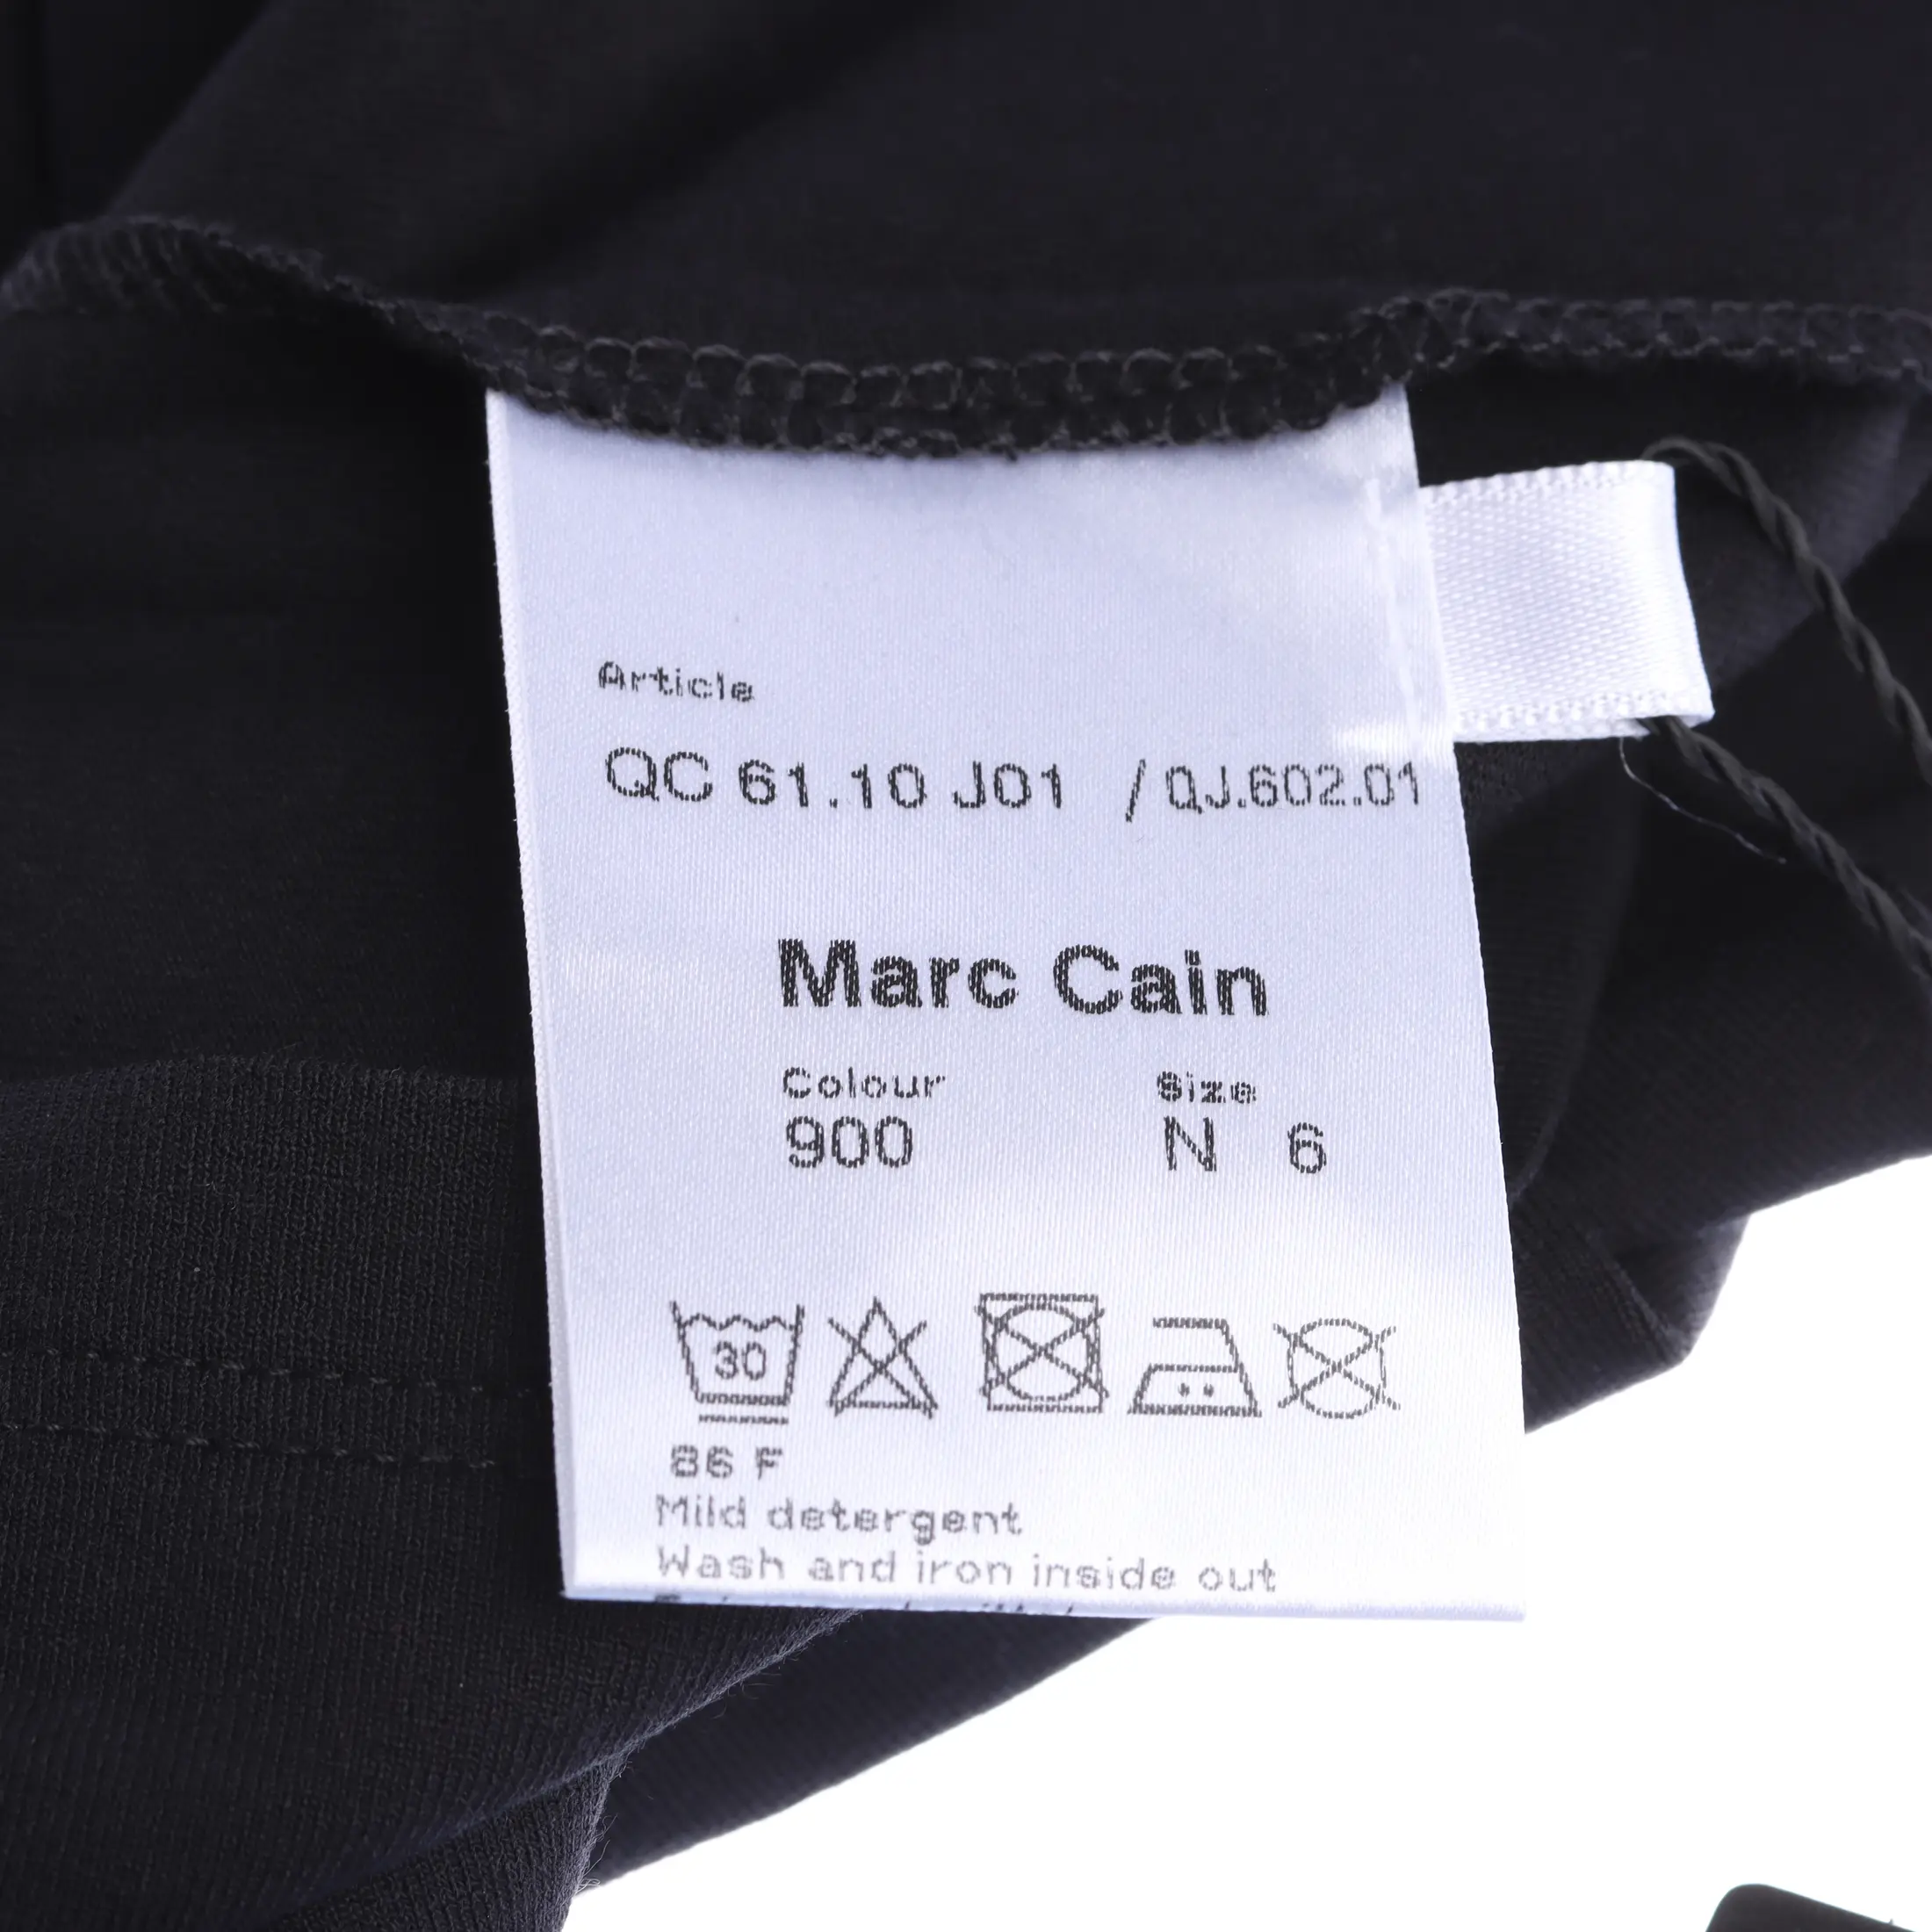 Article
QC 61.10 J01 / QJ.602.01
Marc Cain
Colour Size
900 N 6
30
86 F
Mild detergent
Wash and iron inside out